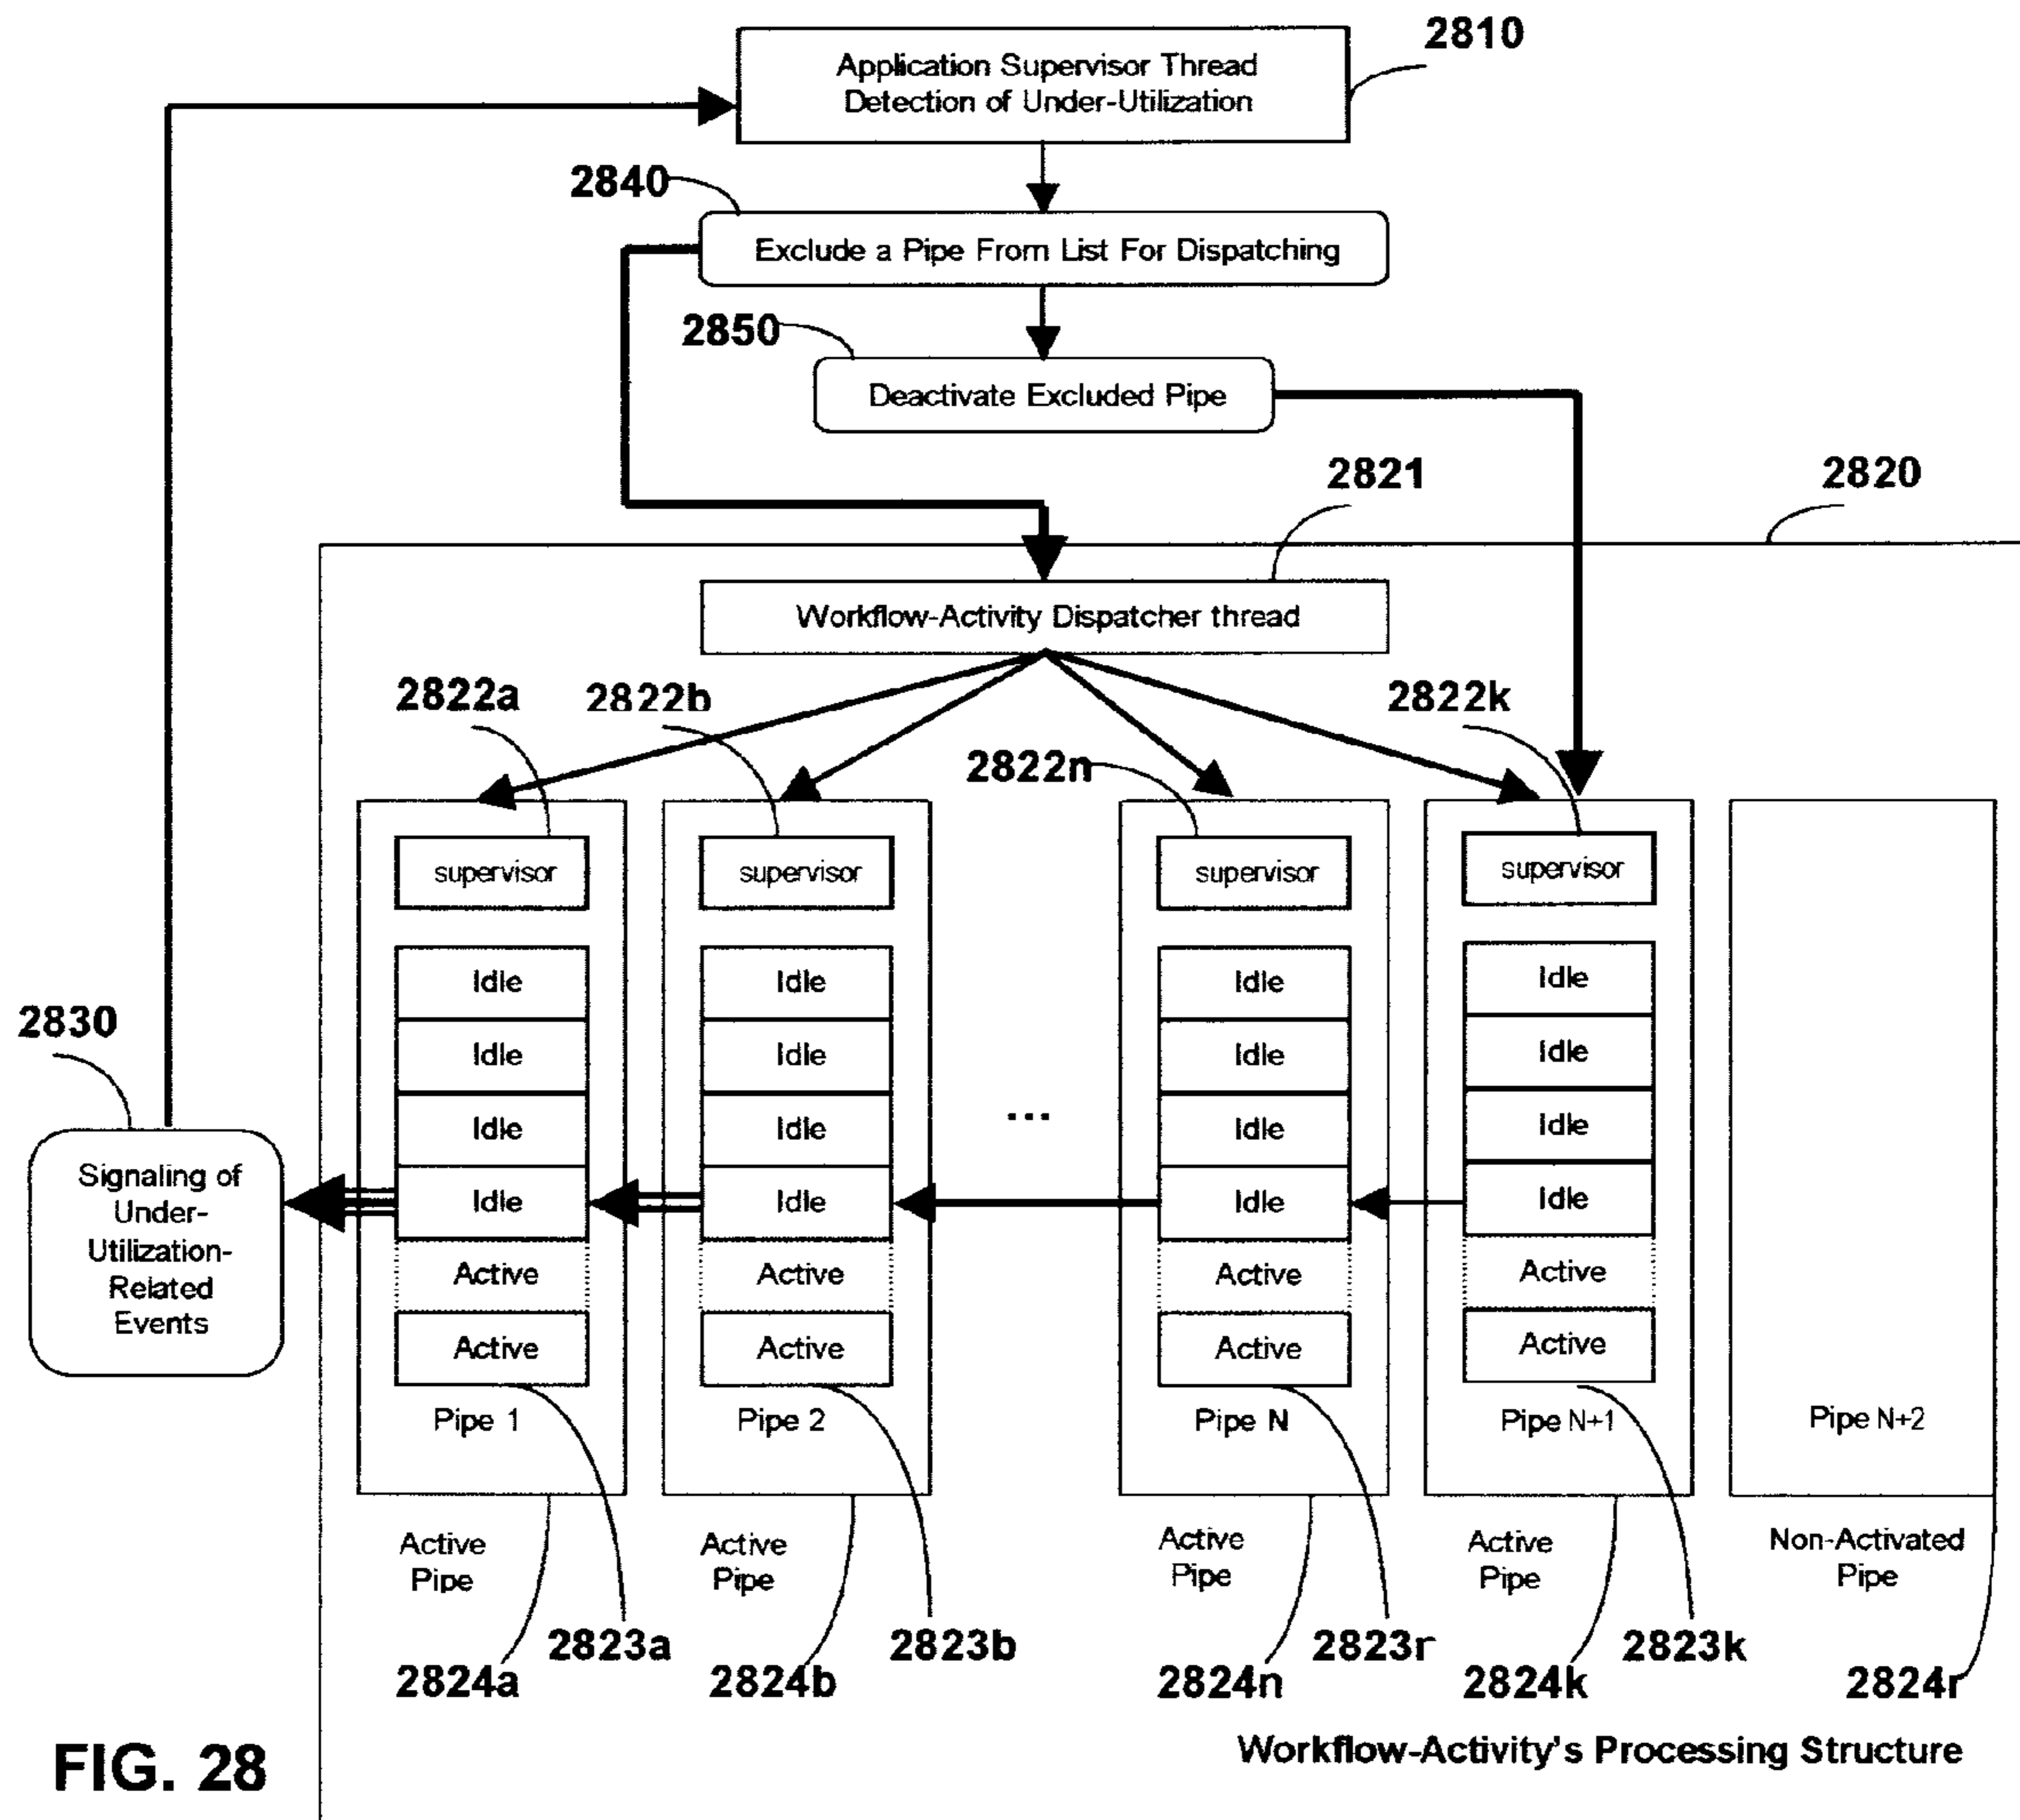 2810
Application Supervisor Thread
Detection of Under-Utilization
2840
Exclude a Pipe From List For Dispatching
2850
Deactivate Excluded Pipe
2821
2820
Workflow-Activity Dispatcher thread
2822a
2822b
2822n
2822k
supervisor
supervisor
supervisor
supervisor
Idle
Idle
Idle
Idle
Idle
Idle
Idle
Idle
2830
...
Idle
Idle
Idle
Idle
Signaling of
Under-
Utilization-
Related
Events
Idle
Idle
Idle
Idle
Active
Active
Active
Active
Active
Active
Active
Active
Pipe 1
Pipe 2
Pipe N
Pipe N+1
Pipe N+2
Active
Pipe
Active
Pipe
Active
Pipe
Active
Pipe
Non-Activated
Pipe
2823a
2823b
2823r
2823k
2824a
2824b
2824n
2824k
2824r
FIG. 28
Workflow-Activity's Processing Structure